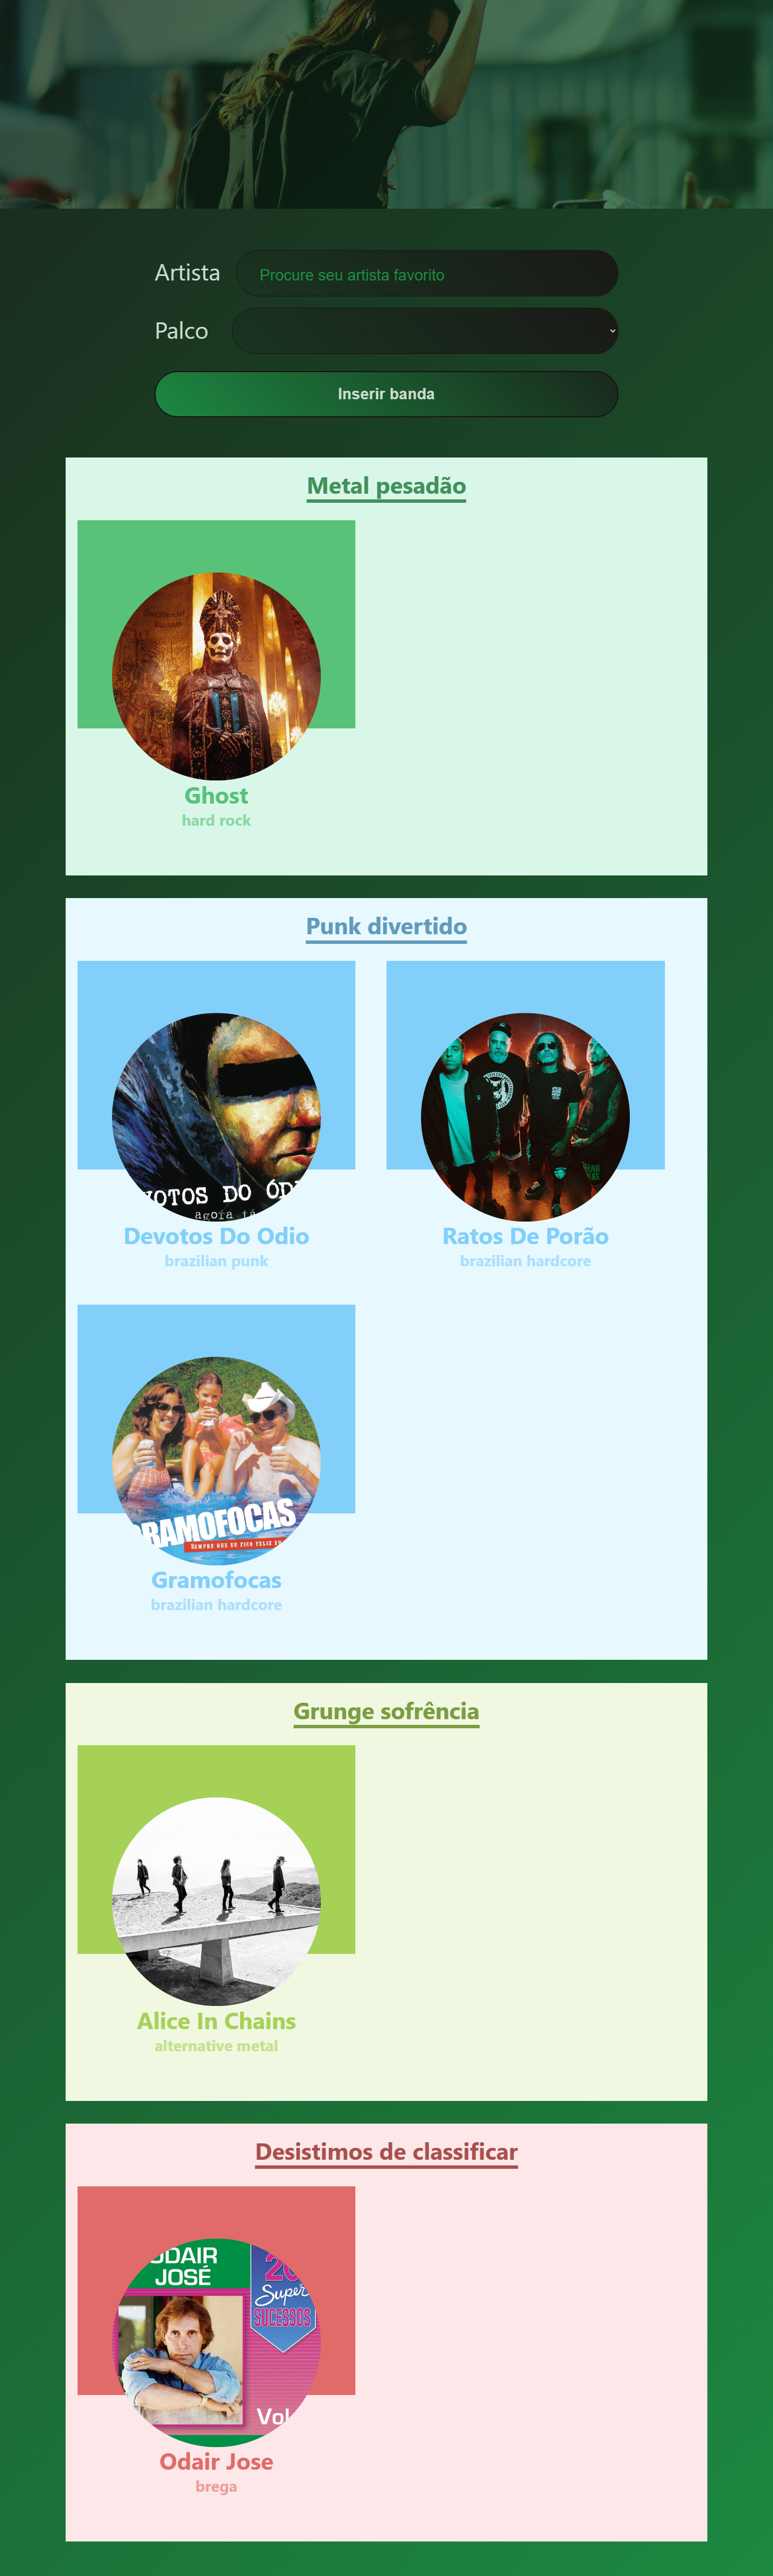 Artista
Procure seu artista favorito
Palco
Inserir banda
Metal pesadão
Ghost
hard rock
Punk divertido
VOTOS DO ÓD
agora tá
Devotos Do Odio
brazilian punk
Ratos De Porão
brazilian hardcore
GRAMOFOCAS
SEMPRE QUE EU FICO FELIZ EU
Gramofocas
brazilian hardcore
Grunge sofrência
Alice In Chains
alternative metal
Desistimos de classificar
ODAIR
JOSÉ
20
Super
SUCESSOS
Vol
Odair Jose
brega